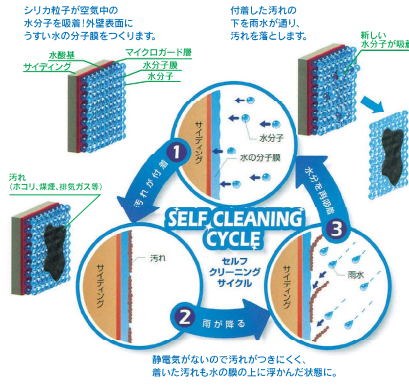 シリカ粒子が空気中の
水分子を吸着!外壁表面に
うすい水の分子膜をつくります。
水酸基
サイディング
マイクロガード層
水分子膜
水分子
付着した汚れの
下を雨水が通り、
汚れを落とします。
新しい
水分子が吸着
サイディング
水分子
水の分子膜
1
汚れが付着
汚れ
(ホコリ、煤煙、排気ガス等)
SELF CLEANING
CYCLE
セルフ
クリーニング
サイクル
水分を再吸着
3
サイディング
汚れ
2
雨が降る
サイディング
雨水
静電気がないので汚れがつきにくく、
着いた汚れも水の膜の上に浮かんだ状態に。